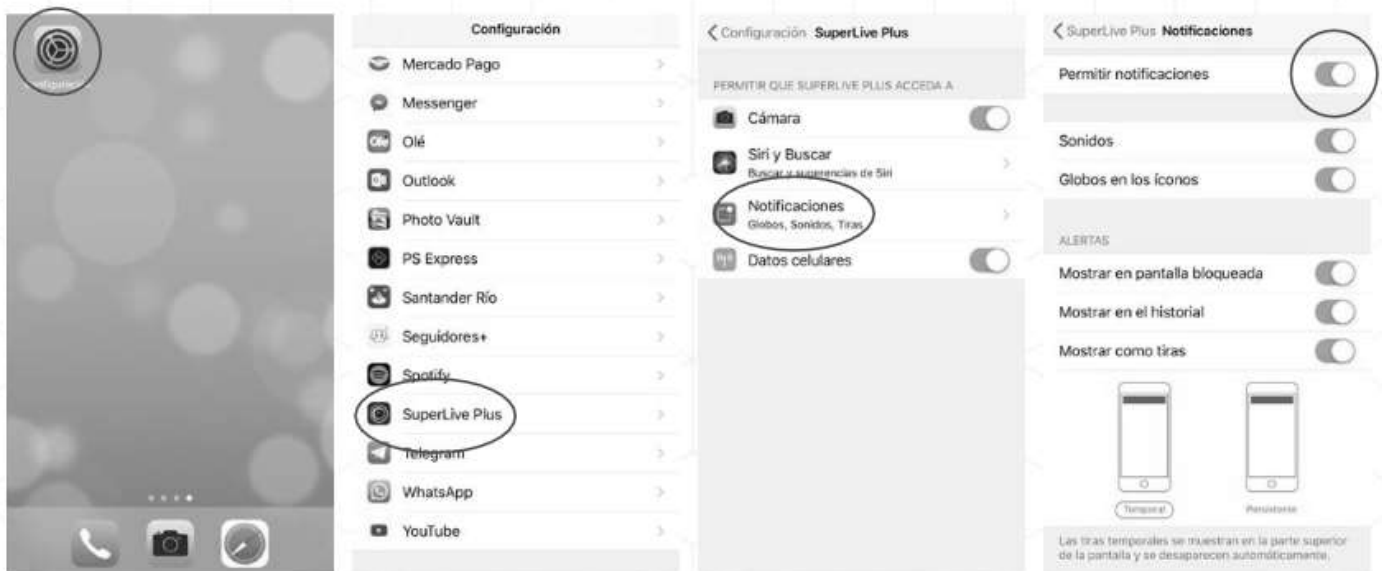 Configuración
Mercado Pago
Messenger
Olé
Outlook
Photo Vault
PS Express
Santander Río
Seguidores+
Spotify
SuperLive Plus
Telegram
WhatsApp
YouTube
Configuración SuperLive Plus
PERMITIR QUE SUPERLIVE PLUS ACCEDA A
Cámara
Siri y Buscar
Buscar y sugerencias de Siri
Notificaciones
Globos, Sonidos, Tiras
Datos celulares
SuperLive Plus Notificaciones
Permitir notificaciones
Sonidos
Globos en los íconos
ALERTAS
Mostrar en pantalla bloqueada
Mostrar en el historial
Mostrar como tiras
Temporal
Persistente
Las tiras temporales se muestran en la parte superior
de la pantalla y se desaparecen automáticamente.